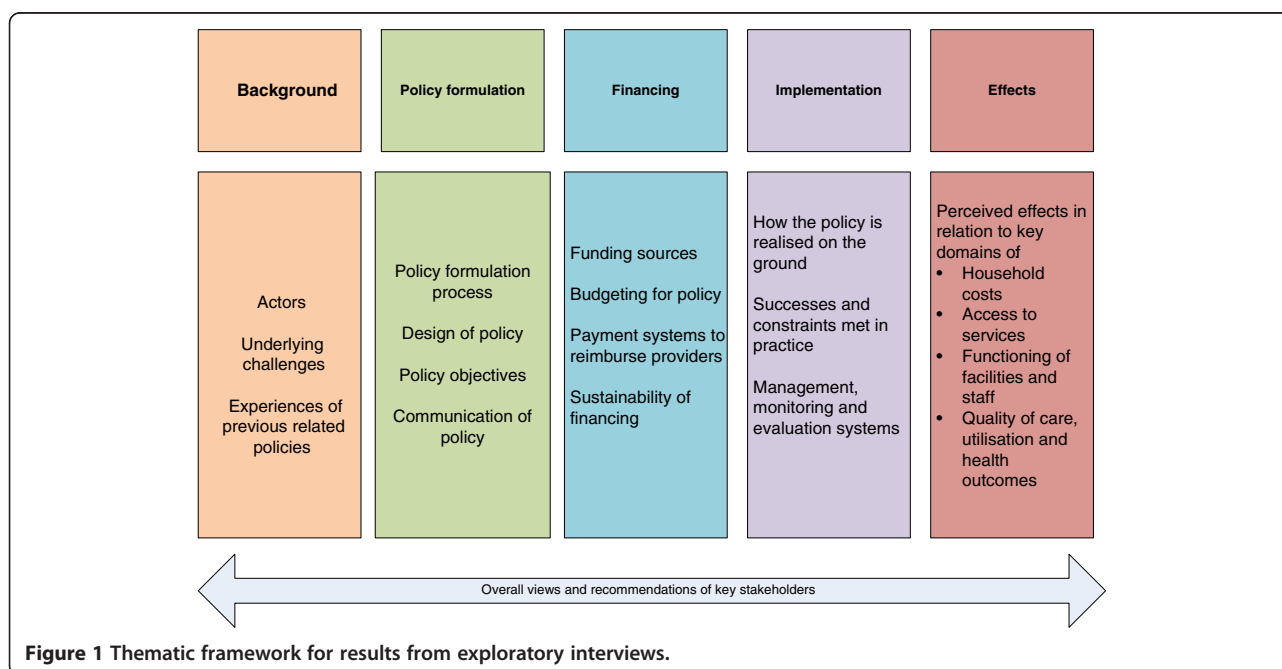 Background
Policy formulation
Financing
Implementation
Effects
Actors
Underlying
challenges
Experiences of
previous related
policies
Policy formulation
process
Design of policy
Policy objectives
Communication of
policy
Funding sources
Budgeting for policy
Payment systems to
reimburse providers
Sustainability of
financing
How the policy is
realised on the
ground
Successes and
constraints met in
practice
Management,
monitoring and
evaluation systems
Perceived effects in
relation to key
domains of
• Household
costs
• Access to
services
• Functioning of
facilities and
staff
• Quality of care,
utilisation and
health
outcomes
Overall views and recommendations of key stakeholders
Figure 1 Thematic framework for results from exploratory interviews.